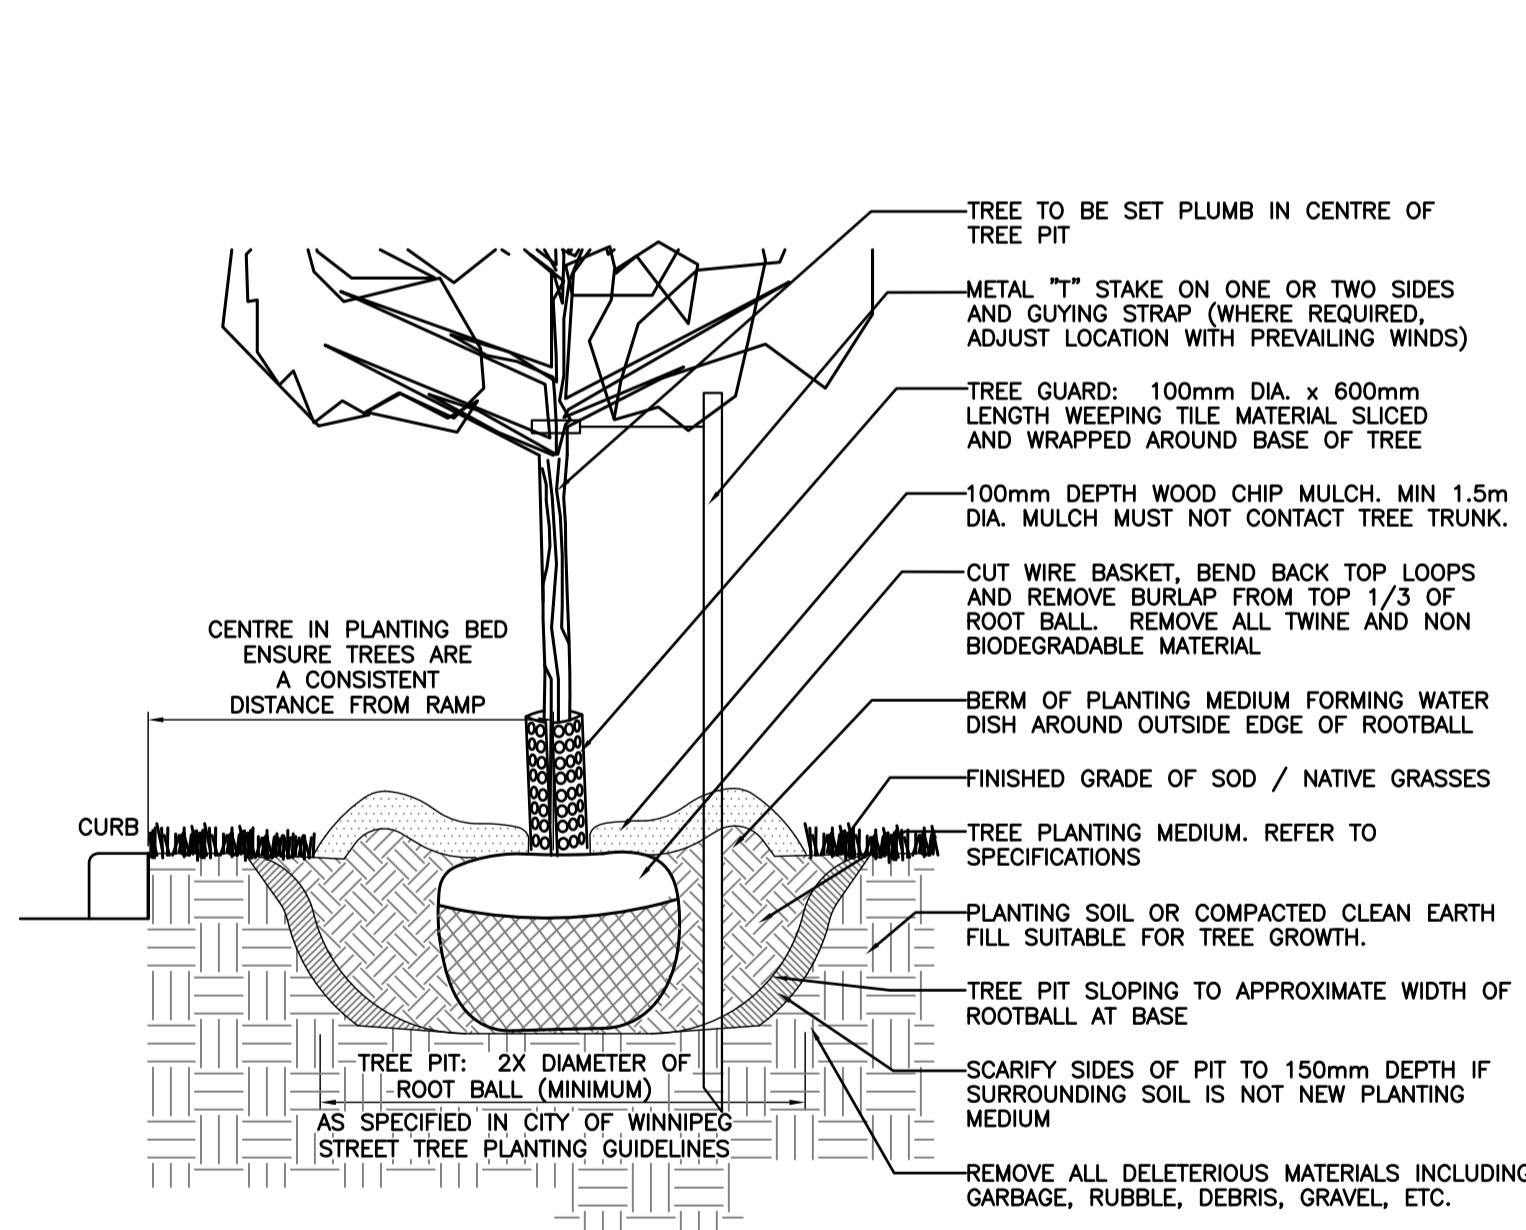 TREE TO BE SET PLUMB IN CENTRE OF
TREE PIT
METAL "T" STAKE ON ONE OR TWO SIDES
AND GUYING STRAP (WHERE REQUIRED,
ADJUST LOCATION WITH PREVAILING WINDS)
TREE GUARD: 100mm DIA. x 600mm
LENGTH WEEPING TILE MATERIAL SLICED
AND WRAPPED AROUND BASE OF TREE
100mm DEPTH WOOD CHIP MULCH. MIN 1.5m
DIA. MULCH MUST NOT CONTACT TREE TRUNK.
CUT WIRE BASKET, BEND BACK TOP LOOPS
AND REMOVE BURLAP FROM TOP 1/3 OF
ROOT BALL. REMOVE ALL TWINE AND NON
BIODEGRADABLE MATERIAL
BERM OF PLANTING MEDIUM FORMING WATER
DISH AROUND OUTSIDE EDGE OF ROOTBALL
FINISHED GRADE OF SOD / NATIVE GRASSES
TREE PLANTING MEDIUM. REFER TO
SPECIFICATIONS
PLANTING SOIL OR COMPACTED CLEAN EARTH
FILL SUITABLE FOR TREE GROWTH.
TREE PIT SLOPING TO APPROXIMATE WIDTH OF
ROOTBALL AT BASE
SCARIFY SIDES OF PIT TO 150mm DEPTH IF
SURROUNDING SOIL IS NOT NEW PLANTING
MEDIUM
REMOVE ALL DELETERIOUS MATERIALS INCLUDING
GARBAGE, RUBBLE, DEBRIS, GRAVEL, ETC.
CENTRE IN PLANTING BED
ENSURE TREES ARE
A CONSISTENT
DISTANCE FROM RAMP
CURB
TREE PIT: 2X DIAMETER OF
ROOT BALL (MINIMUM)
AS SPECIFIED IN CITY OF WINNIPEG
STREET TREE PLANTING GUIDELINES